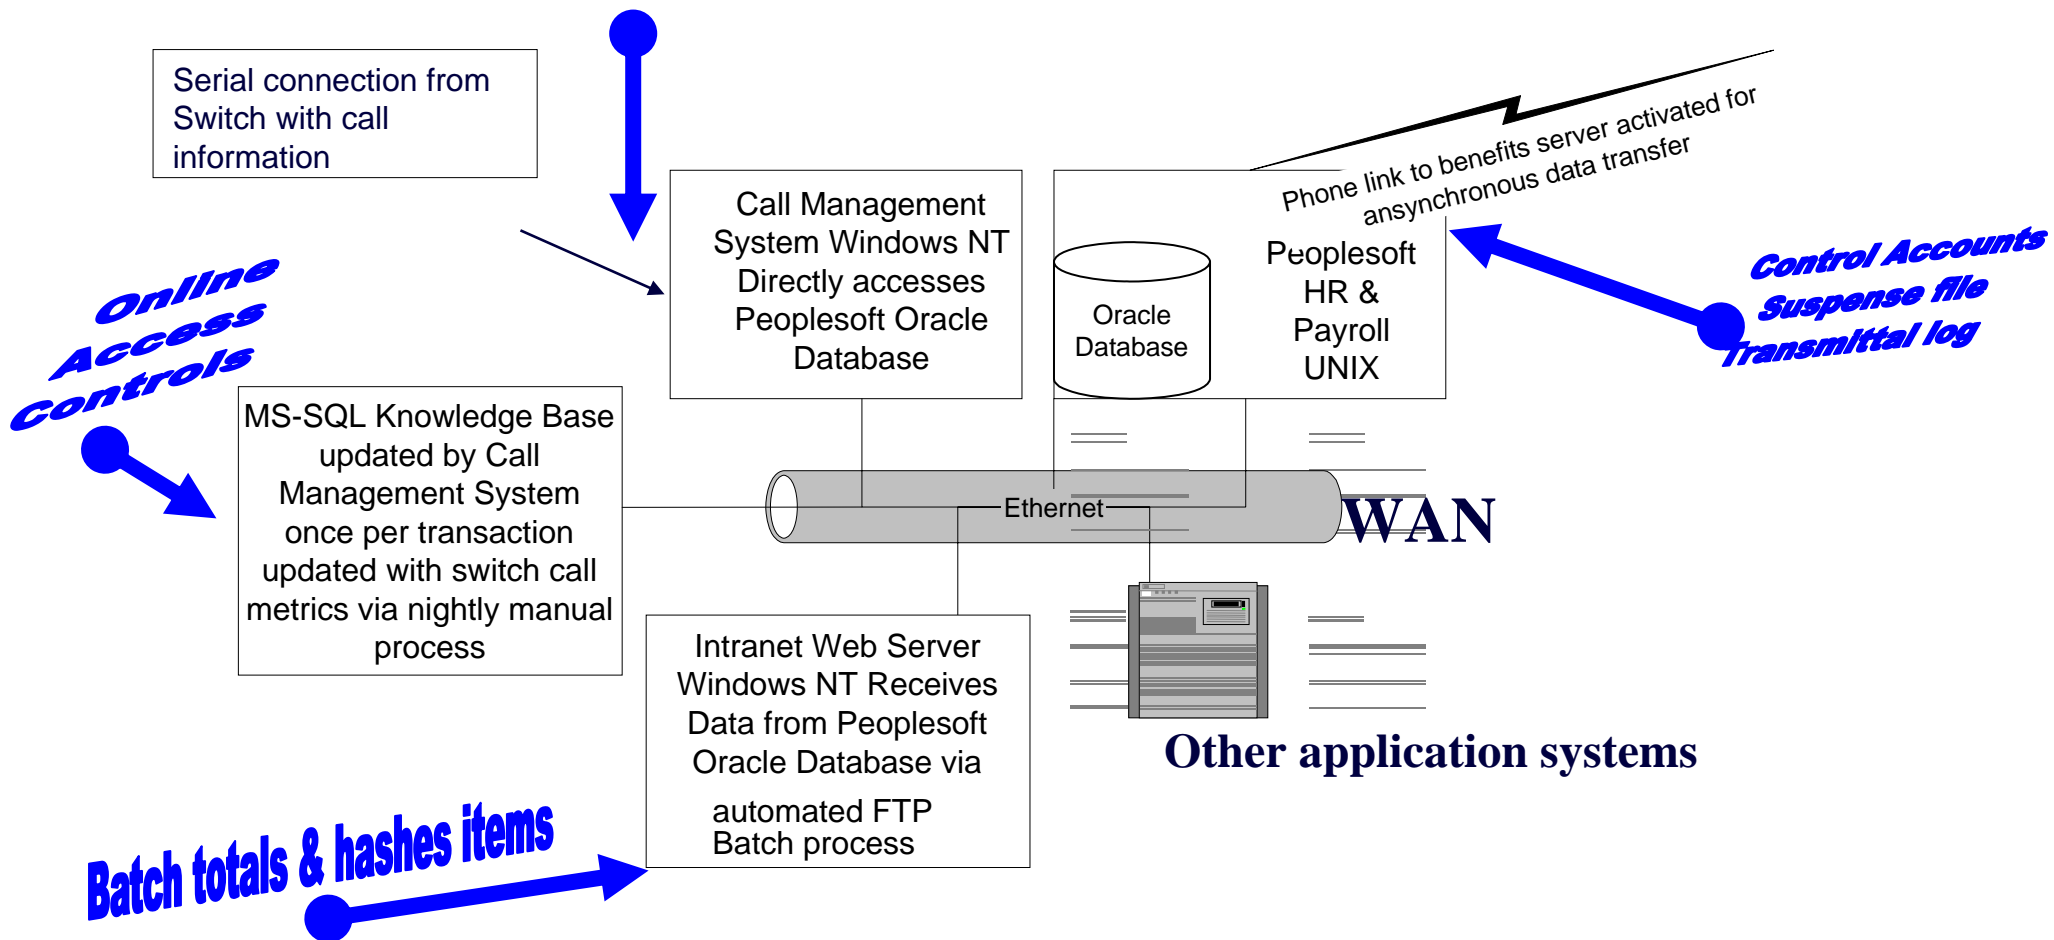 Serial connection from
Switch with call
information
Phone link to benefits server activated for
ansynchronous data transfer
Call Management
System Windows NT
Directly accesses
Peoplesoft Oracle
Database
Peoplesoft
HR &
Payroll
UNIX
Oracle
Database
Control Accounts
Suspense file
Transmittal log
Online
Access
Controls
MS-SQL Knowledge Base
updated by Call
Management System
once per transaction
updated with switch call
metrics via nightly manual
process
Ethernet
WAN
Intranet Web Server
Windows NT Receives
Data from Peoplesoft
Oracle Database via
automated FTP
Batch process
Other application systems
Batch totals & hashes items